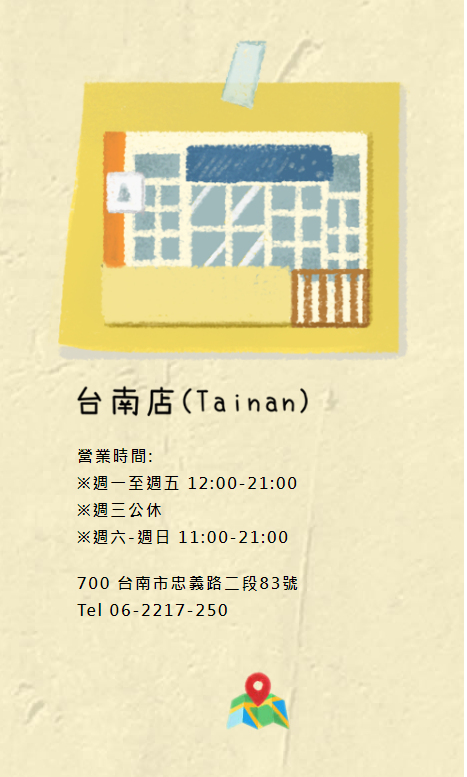 台南店(Tainan)
營業時間:
※週一至週五 12:00-21:00
※週三公休
※週六-週日 11:00-21:00
700 台南市忠義路二段83號
Tel 06-2217-250